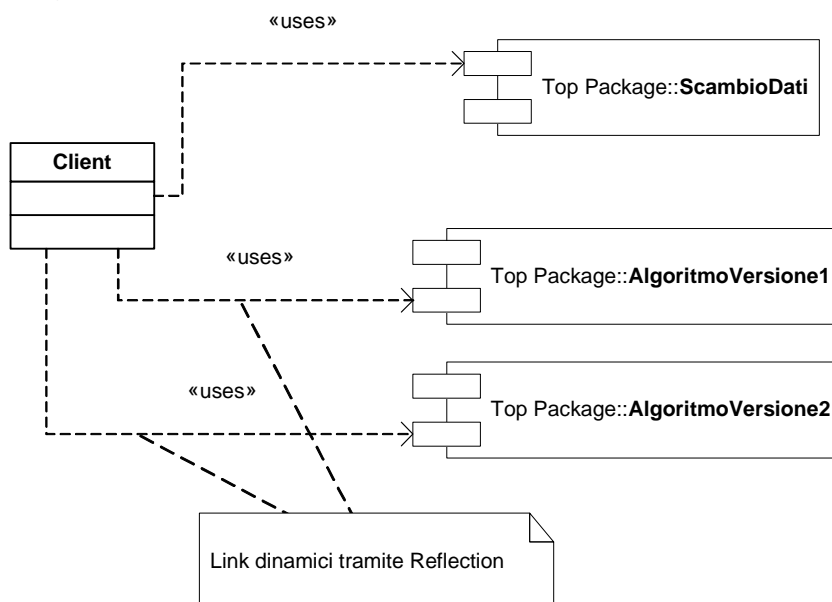 «uses»
Top Package::ScambioDati
Client
«uses»
Top Package::AlgoritmoVersione1
«uses»
Top Package::AlgoritmoVersione2
Link dinamici tramite Reflection